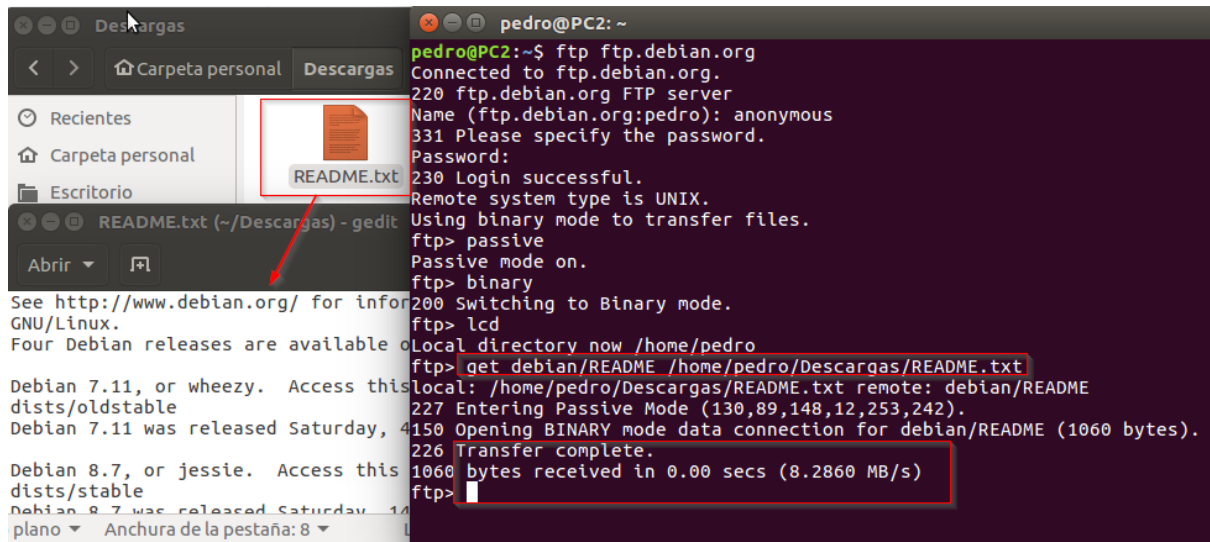 Descargas
Carpeta personal Descargas
Recientes
Carpeta personal
Escritorio
README.txt
README.txt (~/Descargas) - gedit
Abrir
See http://www.debian.org/ for infor
GNU/Linux.
Four Debian releases are available o
Debian 7.11, or wheezy.  Access this
dists/oldstable
Debian 7.11 was released Saturday, 4
Debian 8.7, or jessie.  Access this
dists/stable
Debian 8.7 was released Saturday, 14
plano Anchura de la pestaña: 8
pedro@PC2: ~
pedro@PC2:~$ ftp ftp.debian.org
Connected to ftp.debian.org.
220 ftp.debian.org FTP server
Name (ftp.debian.org:pedro): anonymous
331 Please specify the password.
Password:
230 Login successful.
Remote system type is UNIX.
Using binary mode to transfer files.
ftp> passive
Passive mode on.
ftp> binary
200 Switching to Binary mode.
ftp> lcd
Local directory now /home/pedro
ftp> get debian/README /home/pedro/Descargas/README.txt
local: /home/pedro/Descargas/README.txt remote: debian/README
227 Entering Passive Mode (130,89,148,12,253,242).
150 Opening BINARY mode data connection for debian/README (1060 bytes).
226 Transfer complete.
1060 bytes received in 0.00 secs (8.2860 MB/s)
ftp>